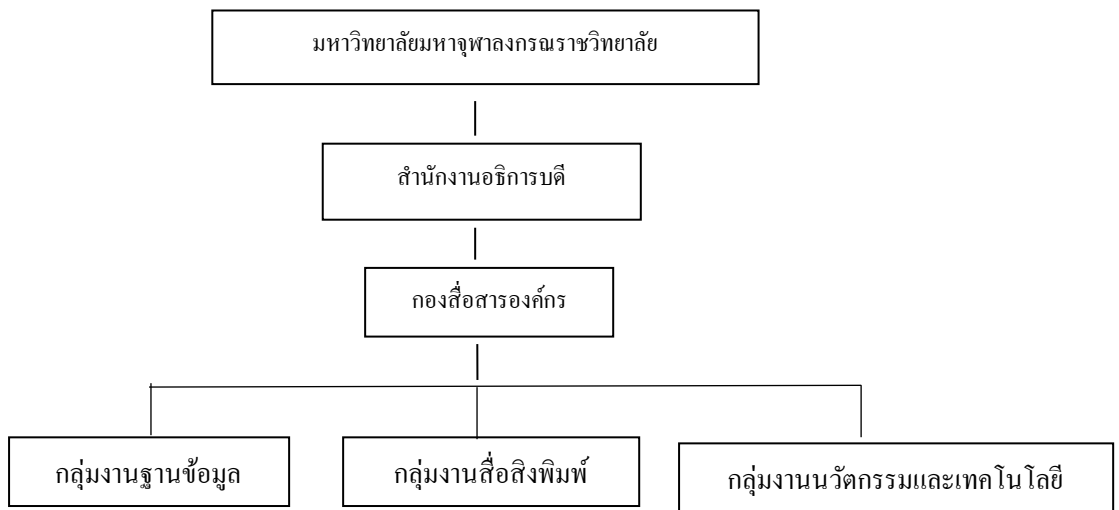 มหาวิทยาลัยมหาจุฬาลงกรณราชวิทยาลัย
สำนักงานอธิการบดี
กองสื่อสารองค์กร
กลุ่มงานฐานข้อมูล
กลุ่มงานสื่อสิงพิมพ์
กลุ่มงานนวัตกรรมและเทคโนโลยี